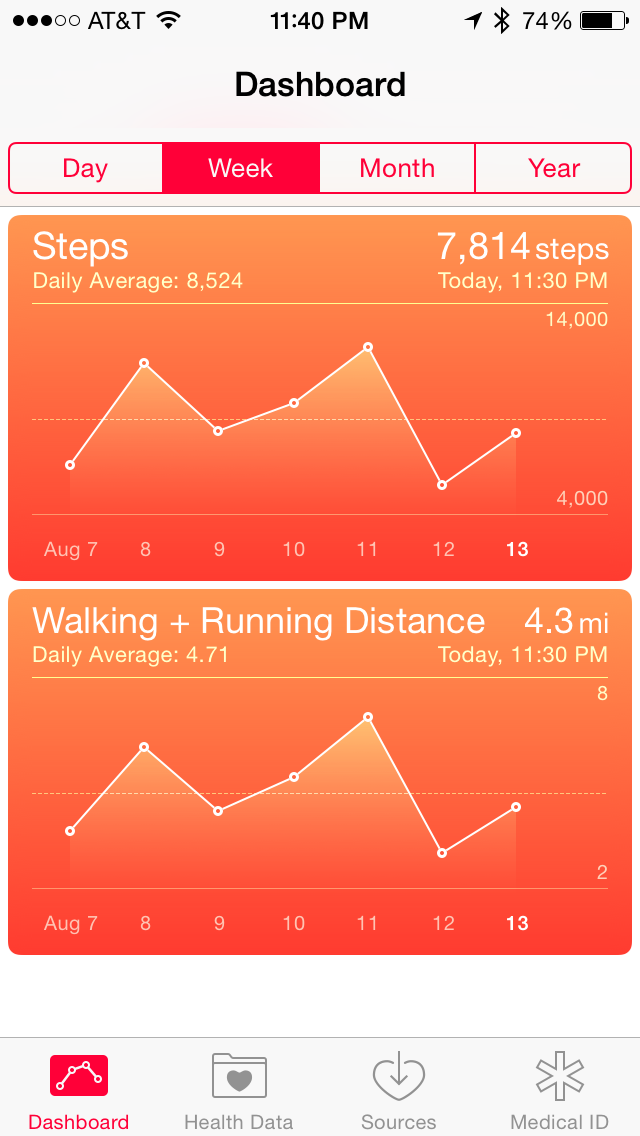 AT&T 11:40 PM 74%
Dashboard
Day Week Month Year
Steps 7,814 steps
Daily Average: 8,524 Today, 11:30 PM
14,000
4,000
Aug 7 8 9 10 11 12 13
Walking + Running Distance 4.3 mi
Daily Average: 4.71 Today, 11:30 PM
8
2
Aug 7 8 9 10 11 12 13
Dashboard Health Data Sources Medical ID